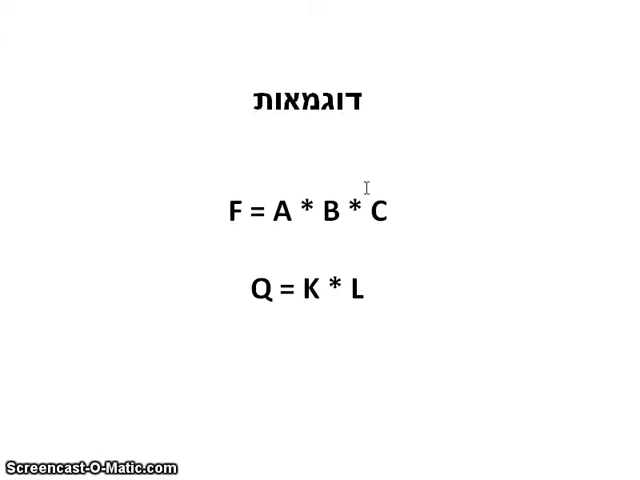 דוגמאות
F = A * B * C
Q = K * L
Screencast-O-Matic.com